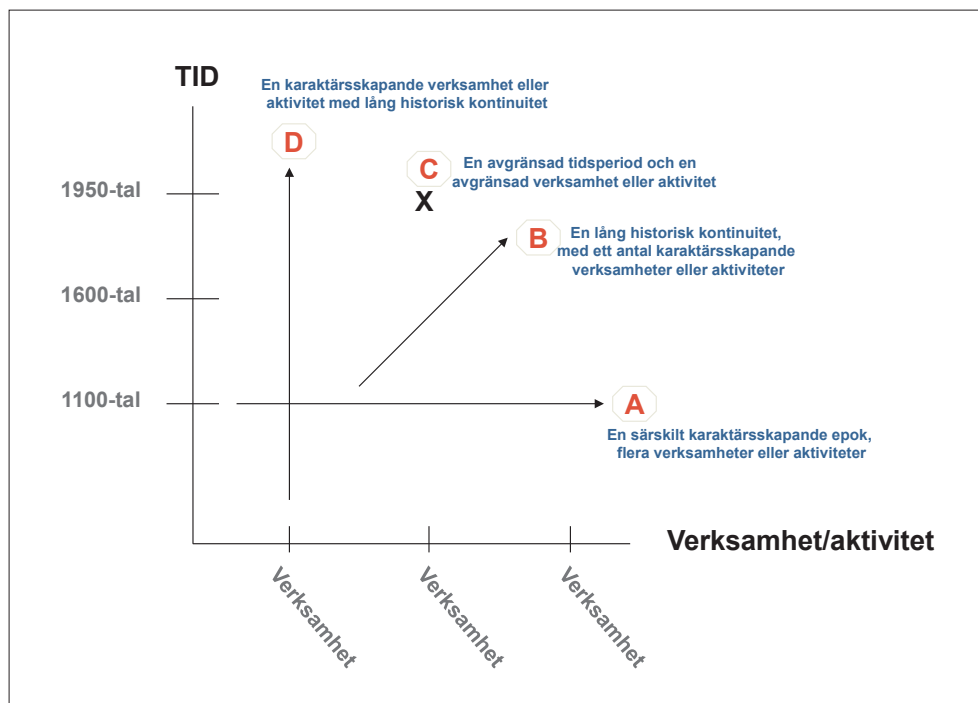 TID
En karaktärsskapande verksamhet eller
aktivitet med lång historisk kontinuitet
D
C
En avgränsad tidsperiod och en
avgränsad verksamhet eller aktivitet
1950-tal
X
B
En lång historisk kontinuitet,
med ett antal karaktärsskapande
verksamheter eller aktiviteter
1600-tal
1100-tal
A
En särskilt karaktärsskapande epok,
flera verksamheter eller aktiviteter
Verksamhet/aktivitet
Verksamhet
Verksamhet
Verksamhet